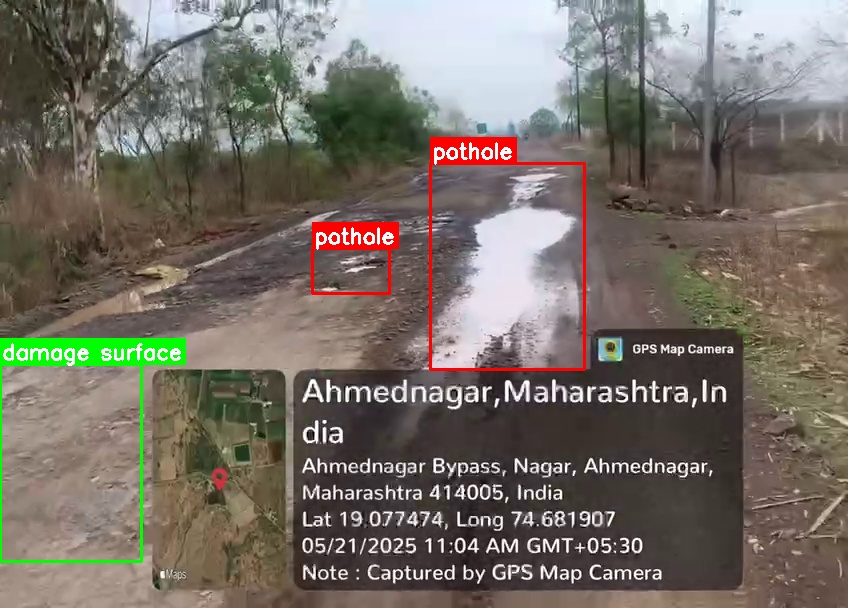 pothole
pothole
damage surface
GPS Map Camera
Ahmednagar,Maharashtra,In
dia
Ahmednagar Bypass, Nagar, Ahmednagar,
Maharashtra 414005, India
Lat 19.077474, Long 74.681907
05/21/2025 11:04 AM GMT+05:30
Note : Captured by GPS Map Camera
Maps